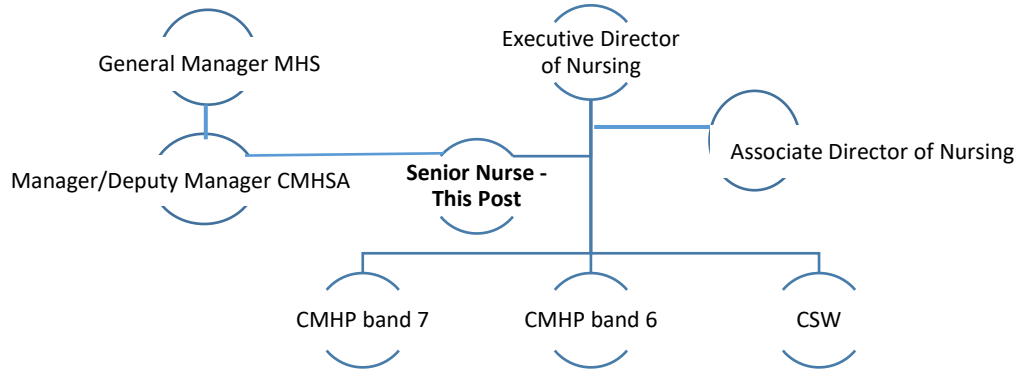 General Manager MHS
Executive Director
of Nursing
Associate Director of Nursing
Manager/Deputy Manager CMHSA
Senior Nurse -
This Post
CMHP band 7
CMHP band 6
CSW